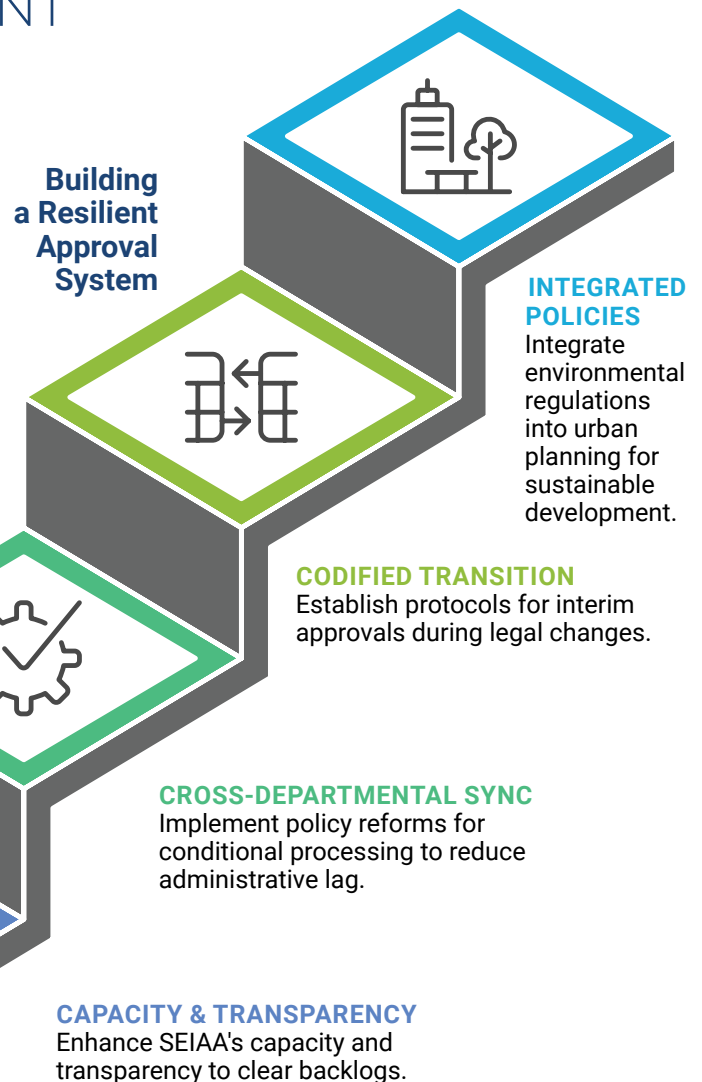 NT
Building
a Resilient
Approval
System
INTEGRATED
POLICIES
Integrate
environmental
regulations
into urban
planning for
sustainable
development.
CODIFIED TRANSITION
Establish protocols for interim
approvals during legal changes.
CROSS-DEPARTMENTAL SYNC
Implement policy reforms for
conditional processing to reduce
administrative lag.
CAPACITY & TRANSPARENCY
Enhance SEIAA's capacity and
transparency to clear backlogs.